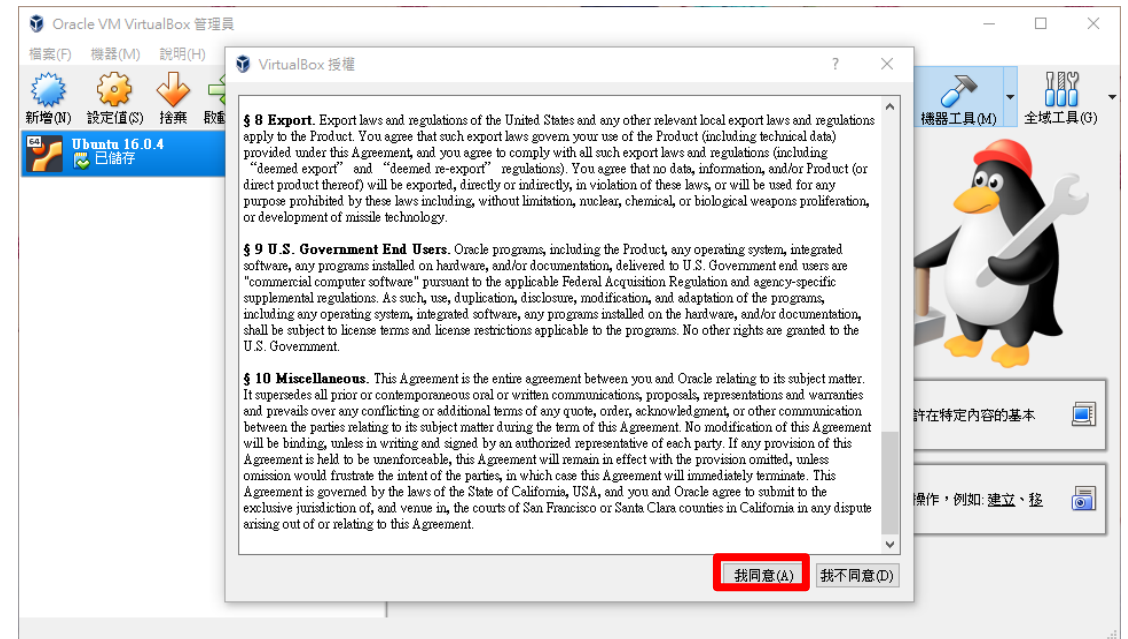 Oracle VM VirtualBox 管理員
檔案(F) 機器(M) 說明(H)
新增(N) 設定值(S) 捨棄
機器工具(M) 全域工具(G)
64
Ubuntu 16.0.4
已儲存
VirtualBox 授權
§ 8 Export. Export laws and regulations of the United States and any other relevant local export laws and regulations
apply to the Product. You agree that such export laws govern your use of the Product (including technical data)
provided under this Agreement, and you agree to comply with all such export laws and regulations (including
“deemed export” and “deemed re-export” regulations). You agree that no data, information, and/or Product (or
direct product thereof) will be exported, directly or indirectly, in violation of these laws, or will be used for any
purpose prohibited by these laws including, without limitation, nuclear, chemical, or biological weapons proliferation,
or development of missile technology.
§ 9 U.S. Government End Users. Oracle programs, including the Product, any operating system, integrated
software, any programs installed on hardware, and/or documentation, delivered to U.S. Government end users are
"commercial computer software" pursuant to the applicable Federal Acquisition Regulation and agency-specific
supplemental regulations. As such, use, duplication, disclosure, modification, and adaptation of the programs,
including any operating system, integrated software, any programs installed on the hardware, and/or documentation,
shall be subject to license terms and license restrictions applicable to the programs. No other rights are granted to the
U.S. Government.
§ 10 Miscellaneous. This Agreement is the entire agreement between you and Oracle relating to its subject matter.
It supersedes all prior or contemporaneous oral or written communications, proposals, representations and warranties
and prevails over any conflicting or additional terms of any quote, order, acknowledgment, or other communication
between the parties relating to its subject matter during the term of this Agreement. No modification of this Agreement
will be binding, unless in writing and signed by an authorized representative of each party. If any provision of this
Agreement is held to be unenforceable, this Agreement will remain in effect with the provision omitted, unless
omission would frustrate the intent of the parties, in which case this Agreement will immediately terminate. This
Agreement is governed by the laws of the State of California, USA, and you and Oracle agree to submit to the
exclusive jurisdiction of, and venue in, the courts of San Francisco or Santa Clara counties in California in any dispute
arising out of or relating to this Agreement.
我同意(A) 我不同意(D)
在特定內容的基本
操作，例如: 建立、移